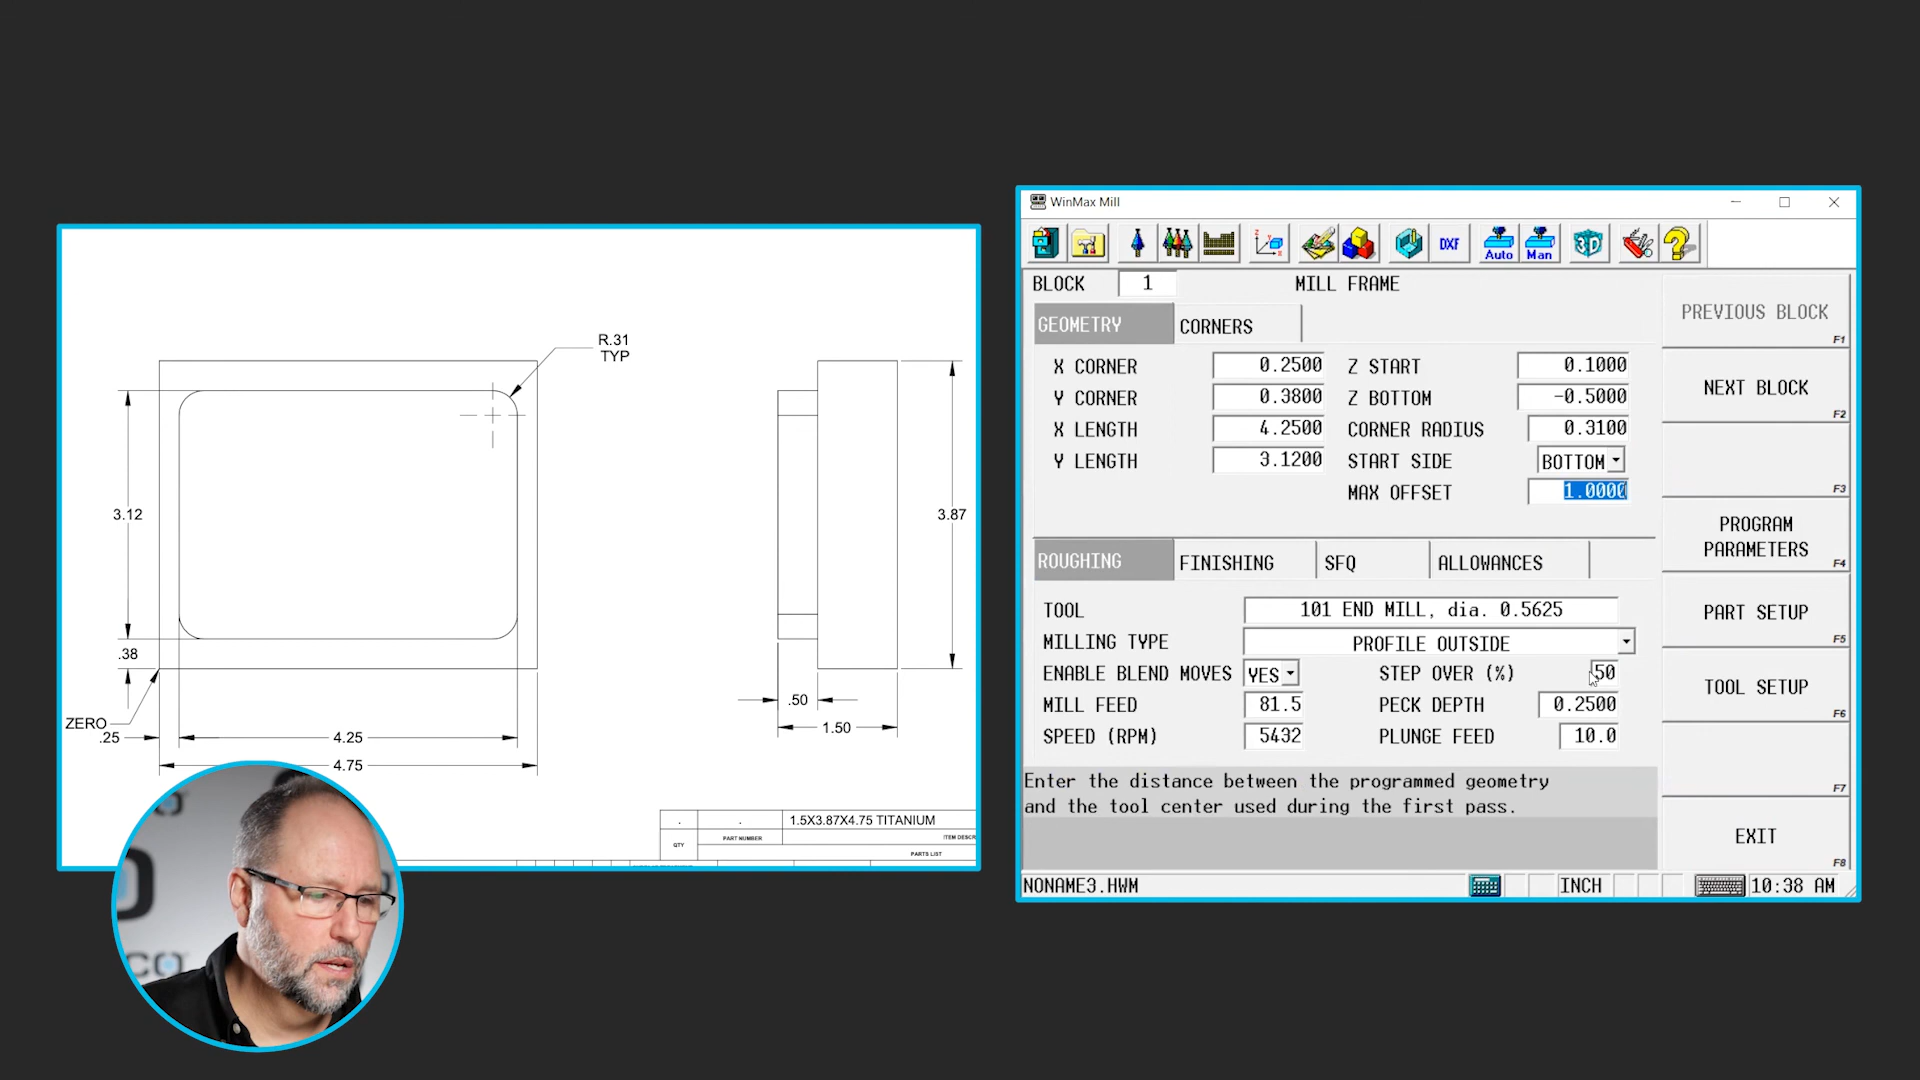 R.31
TYP
3.12
.38
ZERO
.25
4.25
4.75
.50
1.50
3.87
. . 1.5X3.87X4.75 TITANIUM
QTY PART NUMBER ITEM DESCR
PARTS LIST
CO
WinMax Mill
DXF Auto Man 3D
BLOCK 1 MILL FRAME
GEOMETRY CORNERS
X CORNER 0.2500 Z START 0.1000
Y CORNER 0.3800 Z BOTTOM -0.5000
X LENGTH 4.2500 CORNER RADIUS 0.3100
Y LENGTH 3.1200 START SIDE BOTTOM
MAX OFFSET 1.0000
ROUGHING FINISHING SFQ ALLOWANCES
TOOL 101 END MILL, dia. 0.5625
MILLING TYPE PROFILE OUTSIDE
ENABLE BLEND MOVES YES STEP OVER (%) 50
MILL FEED 81.5 PECK DEPTH 0.2500
SPEED (RPM) 5432 PLUNGE FEED 10.0
Enter the distance between the programmed geometry
and the tool center used during the first pass.
PREVIOUS BLOCK
F1
NEXT BLOCK
F2
F3
PROGRAM
PARAMETERS
F4
PART SETUP
F5
TOOL SETUP
F6
F7
EXIT
F8
NONAME3.HWM INCH 10:38 AM